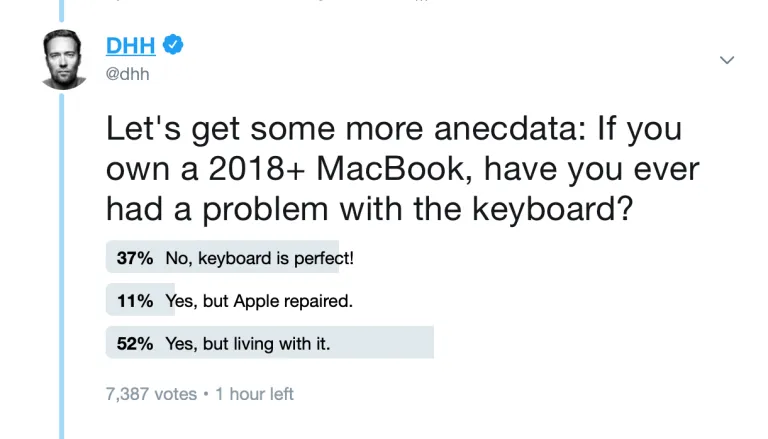 DHH
@dhh
Let's get some more anecdata: If you
own a 2018+ MacBook, have you ever
had a problem with the keyboard?
37% No, keyboard is perfect!
11% Yes, but Apple repaired.
52% Yes, but living with it.
7,387 votes • 1 hour left